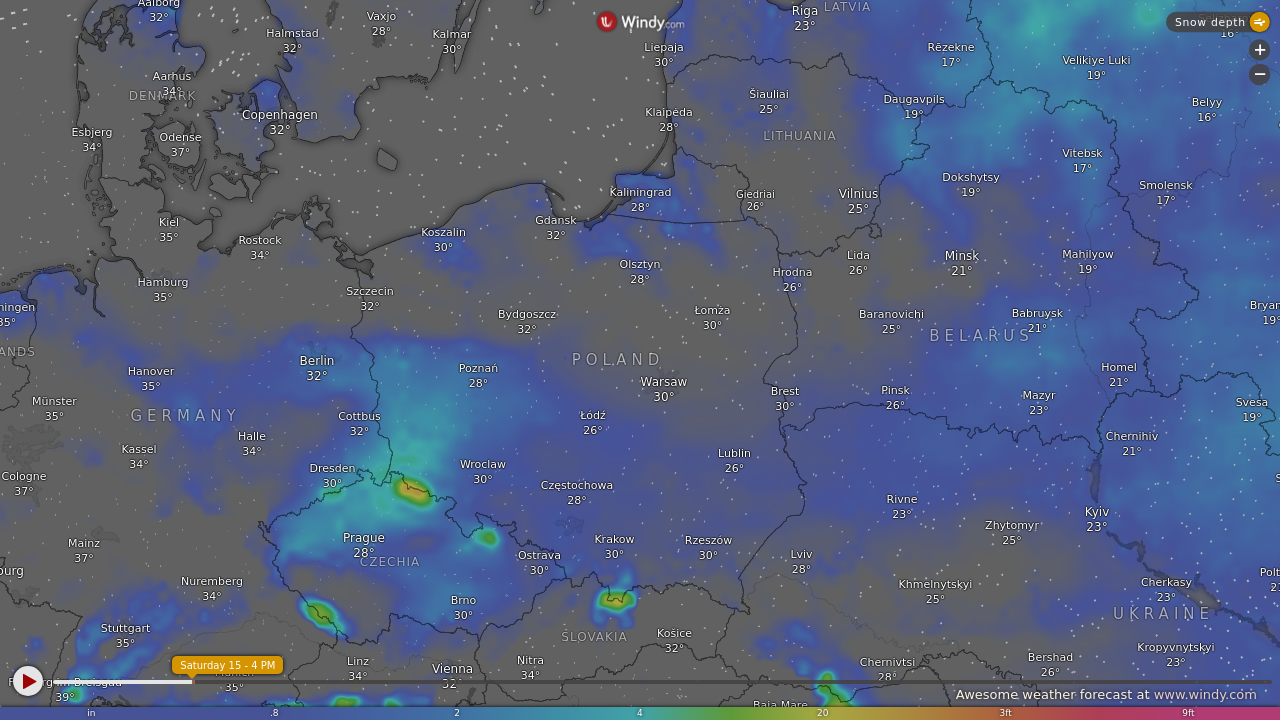 Aalborg
32°
Vaxjo
28°
Halmstad
32°
Kalmar
30°
Windy.com
Riga
23°
LATVIA
Snow depth
16°
Liepaja
30°
Rēzekne
17°
Velikiye Luki
19°
Aarhus
34°
DENMARK
Copenhagen
32°
Šiauliai
25°
Daugavpils
19°
Belyy
16°
Esbjerg
34°
Odense
37°
Klaipėda
28°
LITHUANIA
Vitebsk
17°
Kaliningrad
28°
Giedriai
26°
Vilnius
25°
Dokshytsy
19°
Smolensk
17°
Kiel
35°
Rostock
34°
Koszalin
30°
Gdansk
32°
Olsztyn
28°
Hrodna
26°
Lida
26°
Minsk
21°
Mahilyow
19°
Hamburg
35°
Szczecin
32°
Bydgoszcz
32°
Łomża
30°
Baranovichi
25°
BELARUS
Babruysk
21°
ningen
35°
ANDS
Berlin
32°
Poznań
28°
POLAND
Warsaw
30°
Brest
30°
Pinsk
26°
Homel
21°
Mazyr
23°
Svesa
19°
Hanover
35°
Münster
35°
GERMANY
Cottbus
32°
Łódź
26°
Chernihiv
21°
Kassel
34°
Halle
34°
Dresden
30°
Wroclaw
30°
Lublin
26°
Cologne
37°
Częstochowa
28°
Rivne
23°
Kyiv
23°
Zhytomyr
25°
Mainz
37°
Prague
28°
CZECHIA
Ostrava
30°
Krakow
30°
Rzeszów
30°
Lviv
28°
Khmelnytskyi
25°
Cherkasy
23°
Nuremberg
34°
Brno
30°
UKRAINE
Stuttgart
35°
SLOVAKIA
Košice
32°
Kropyvnytskyi
23°
Saturday 15 - 4 PM
Linz
34°
Vienna
32°
Nitra
34°
Chernivtsi
28°
Bershad
26°
39°
35°
Baia Mare
Awesome weather forecast at www.windy.com
in .8 2 4 20 3ft 9ft